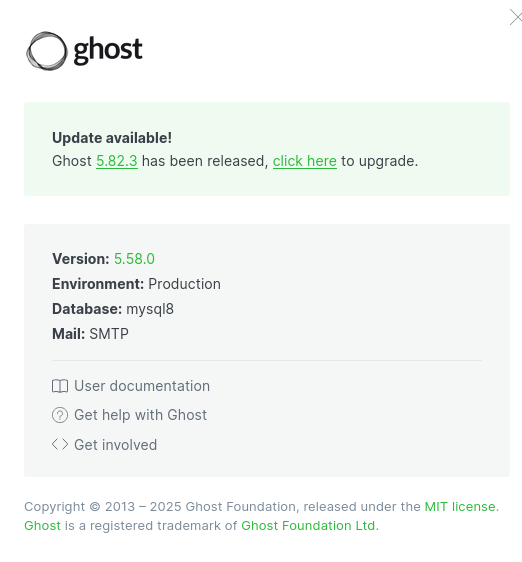 ghost
Update available!
Ghost 5.82.3 has been released, click here to upgrade.
Version: 5.58.0
Environment: Production
Database: mysql8
Mail: SMTP
User documentation
Get help with Ghost
Get involved
Copyright © 2013 – 2025 Ghost Foundation, released under the MIT license.
Ghost is a registered trademark of Ghost Foundation Ltd.